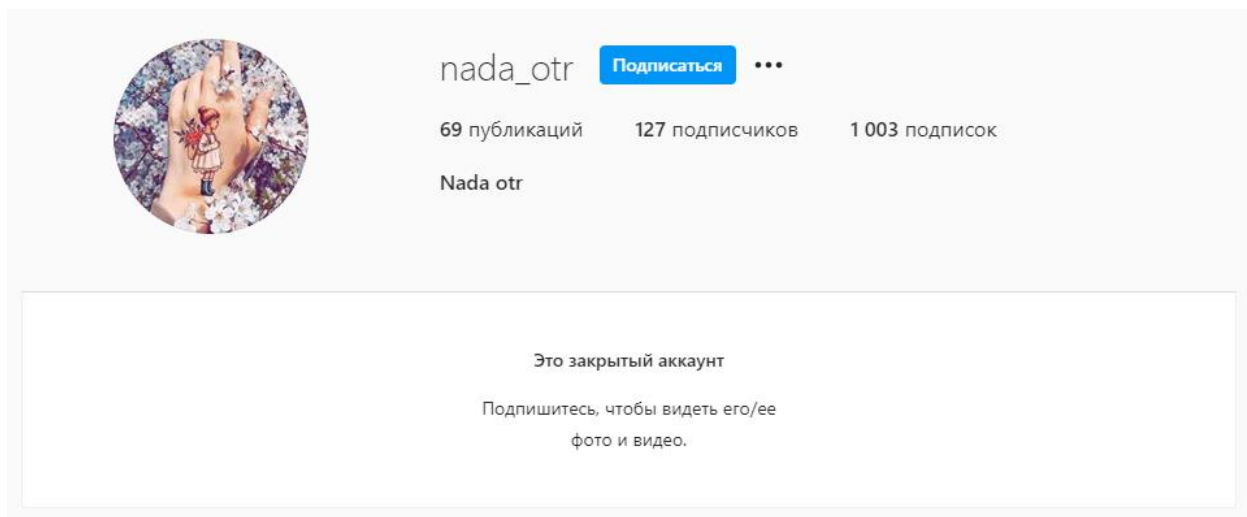 nada_otr Подписаться •••
69 публикаций 127 подписчиков 1 003 подписок
Nada otr
Это закрытый аккаунт
Подпишитесь, чтобы видеть его/ее
фото и видео.